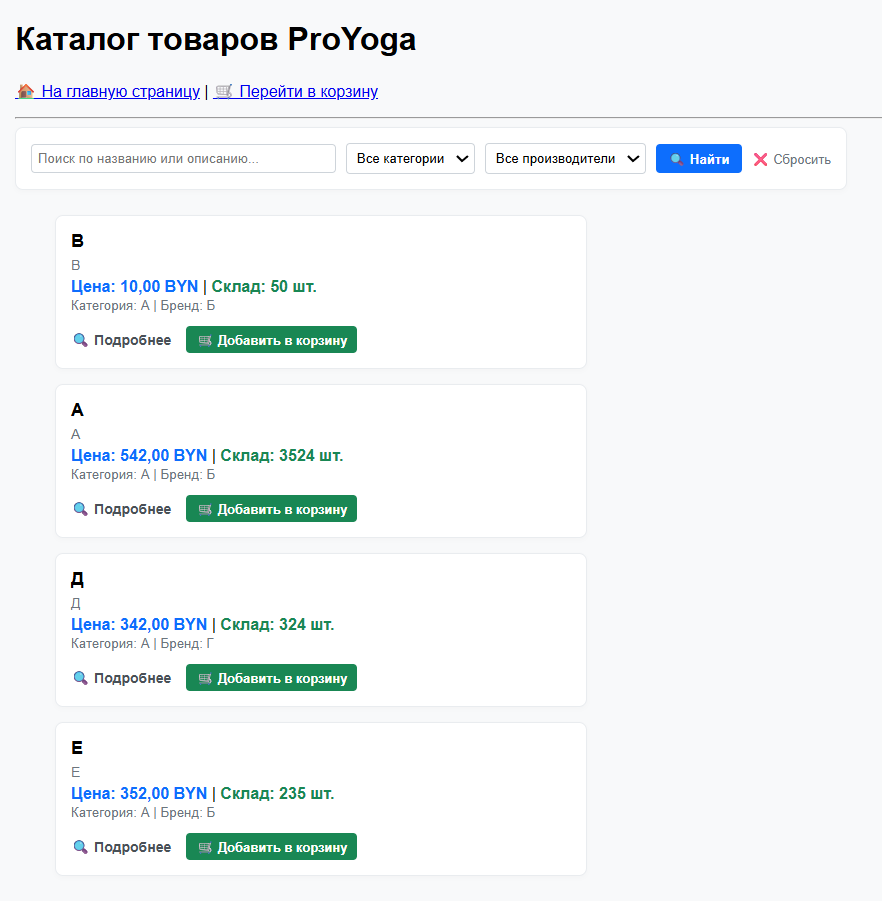 Каталог товаров ProYoga
На главную страницу | Перейти в корзину
Поиск по названию или описанию... Все категории Все производители Найти Сбросить
В
В
Цена: 10,00 BYN | Склад: 50 шт.
Категория: А | Бренд: Б
Подробнее Добавить в корзину
А
А
Цена: 542,00 BYN | Склад: 3524 шт.
Категория: А | Бренд: Б
Подробнее Добавить в корзину
Д
Д
Цена: 342,00 BYN | Склад: 324 шт.
Категория: А | Бренд: Г
Подробнее Добавить в корзину
Е
Е
Цена: 352,00 BYN | Склад: 235 шт.
Категория: А | Бренд: Б
Подробнее Добавить в корзину